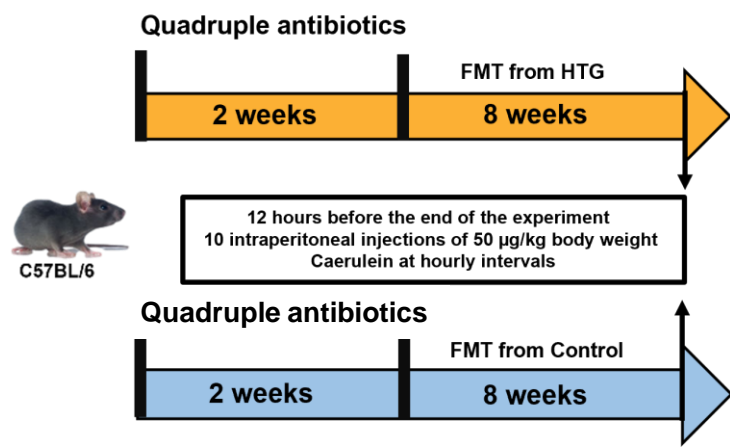 Quadruple antibiotics
FMT from HTG
2 weeks
8 weeks
12 hours before the end of the experiment
10 intraperitoneal injections of 50 µg/kg body weight
Caerulein at hourly intervals
C57BL/6
Quadruple antibiotics
FMT from Control
2 weeks
8 weeks